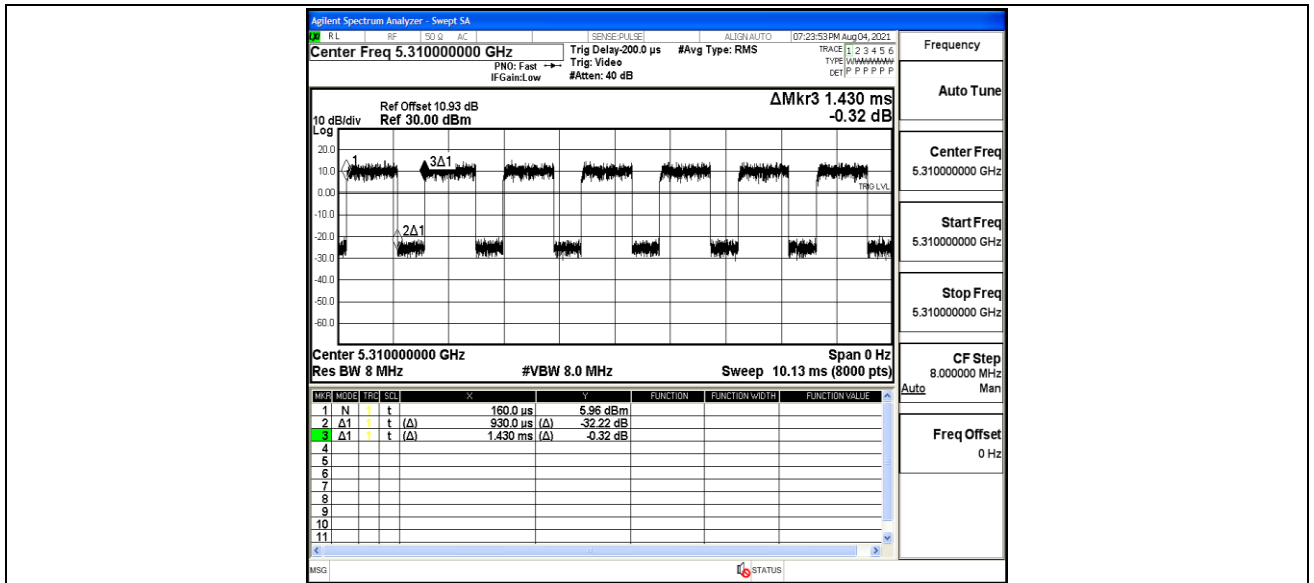 Agilent Spectrum Analyzer - Swept SA
RL RF 50 Ω AC SENSE:PULSE ALIGNAUTO 07:23:53 PM Aug 04, 2021
Center Freq 5.310000000 GHz Trig Delay-200.0 µs #Avg Type: RMS TRACE 1 2 3 4 5 6
PNO: Fast Trig: Video TYPE
IFGain:Low #Atten: 40 dB DET P P P P P P
Ref Offset 10.93 dB ΔMkr3 1.430 ms
10 dB/div Ref 30.00 dBm -0.32 dB
Log
20.0
10.0
0.00
-10.0
-20.0
-30.0
-40.0
-50.0
-60.0
1
3Δ1
2Δ1
TRIG LVL
Center 5.310000000 GHz Span 0 Hz
Res BW 8 MHz #VBW 8.0 MHz Sweep 10.13 ms (8000 pts)
MKR MODE TRC SCL X Y FUNCTION FUNCTION WIDTH FUNCTION VALUE
1 N 1 t 160.0 µs 5.96 dBm
2 Δ1 1 t (Δ) 930.0 µs (Δ) -32.22 dB
3 Δ1 1 t (Δ) 1.430 ms (Δ) -0.32 dB
4
5
6
7
8
9
10
11
MSG STATUS
Frequency
Auto Tune
Center Freq
5.310000000 GHz
Start Freq
5.310000000 GHz
Stop Freq
5.310000000 GHz
CF Step
8.000000 MHz
Auto Man
Freq Offset
0 Hz